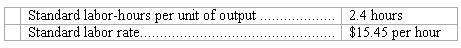 Standard labor-hours per unit of output ................... 2.4 hours
Standard labor rate.................................................... $15.45 per hour